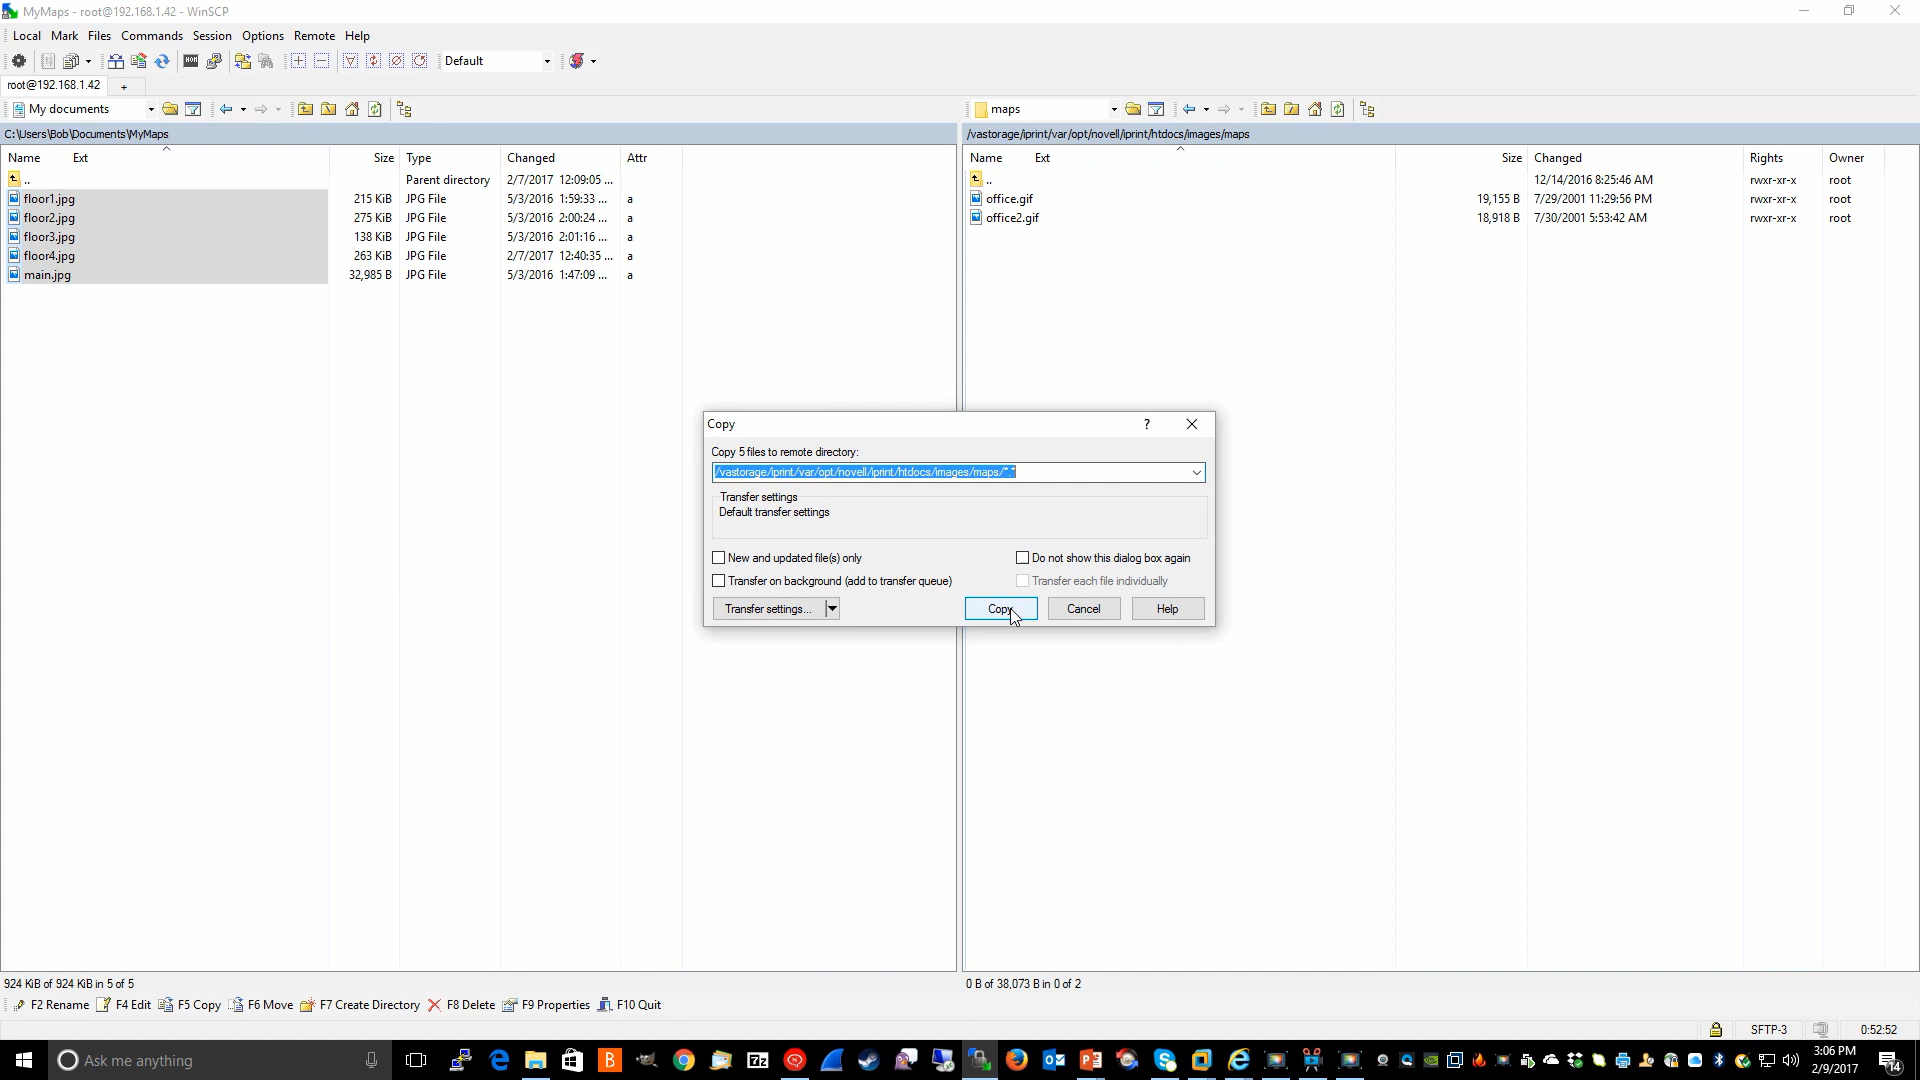 MyMaps - root@192.168.1.42 - WinSCP
Local Mark Files Commands Session Options Remote Help
Default
root@192.168.1.42 +
My documents maps
C:\Users\Bob\Documents\MyMaps /vastorage/iprint/var/opt/novell/iprint/htdocs/images/maps
Name Ext Size Type Changed Attr Name Ext Size Changed Rights Owner
.. Parent directory 2/7/2017 12:09:05 ... .. 12/14/2016 8:25:46 AM rwxr-xr-x root
floor1.jpg 215 KiB JPG File 5/3/2016 1:59:33 ... a office.gif 19,155 B 7/29/2001 11:29:56 PM rwxr-xr-x root
floor2.jpg 275 KiB JPG File 5/3/2016 2:00:24 ... a office2.gif 18,918 B 7/30/2001 5:53:42 AM rwxr-xr-x root
floor3.jpg 138 KiB JPG File 5/3/2016 2:01:16 ... a
floor4.jpg 263 KiB JPG File 2/7/2017 12:40:35 ... a
main.jpg 32,985 B JPG File 5/3/2016 1:47:09 ... a
Copy ?
Copy 5 files to remote directory:
/vastorage/iprint/var/opt/novell/iprint/htdocs/images/maps/*.*
Transfer settings
Default transfer settings
New and updated file(s) only Do not show this dialog box again
Transfer on background (add to transfer queue) Transfer each file individually
Transfer settings... Copy Cancel Help
924 KiB of 924 KiB in 5 of 5 0 B of 38,073 B in 0 of 2
F2 Rename F4 Edit F5 Copy F6 Move F7 Create Directory F8 Delete F9 Properties F10 Quit
SFTP-3 0:52:52
Ask me anything 3:06 PM
2/9/2017 14